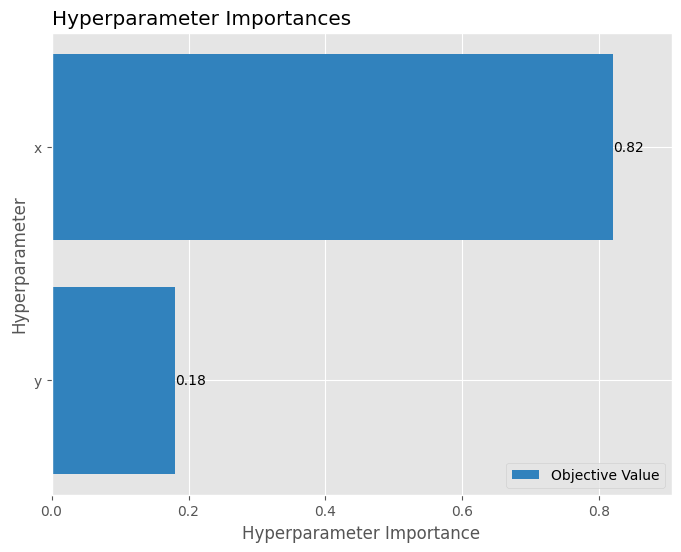 Hyperparameter Importances
Hyperparameter
x
0.82
y
0.18
Objective Value
0.0 0.2 0.4 0.6 0.8
Hyperparameter Importance